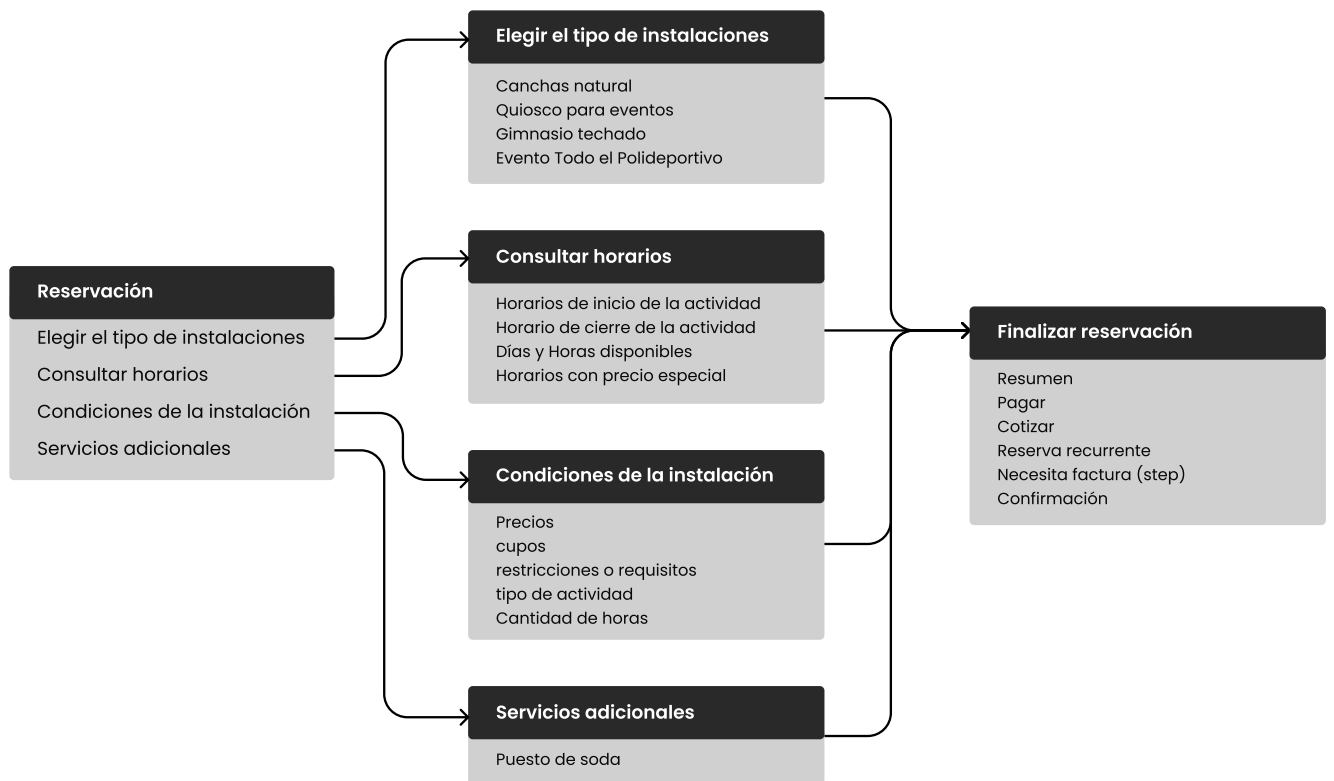 Reservación
Elegir el tipo de instalaciones
Consultar horarios
Condiciones de la instalación
Servicios adicionales
Elegir el tipo de instalaciones
Canchas natural
Quiosco para eventos
Gimnasio techado
Evento Todo el Polideportivo
Consultar horarios
Horarios de inicio de la actividad
Horario de cierre de la actividad
Días y Horas disponibles
Horarios con precio especial
Condiciones de la instalación
Precios
cupos
restricciones o requisitos
tipo de actividad
Cantidad de horas
Servicios adicionales
Puesto de soda
Finalizar reservación
Resumen
Pagar
Cotizar
Reserva recurrente
Necesita factura (step)
Confirmación